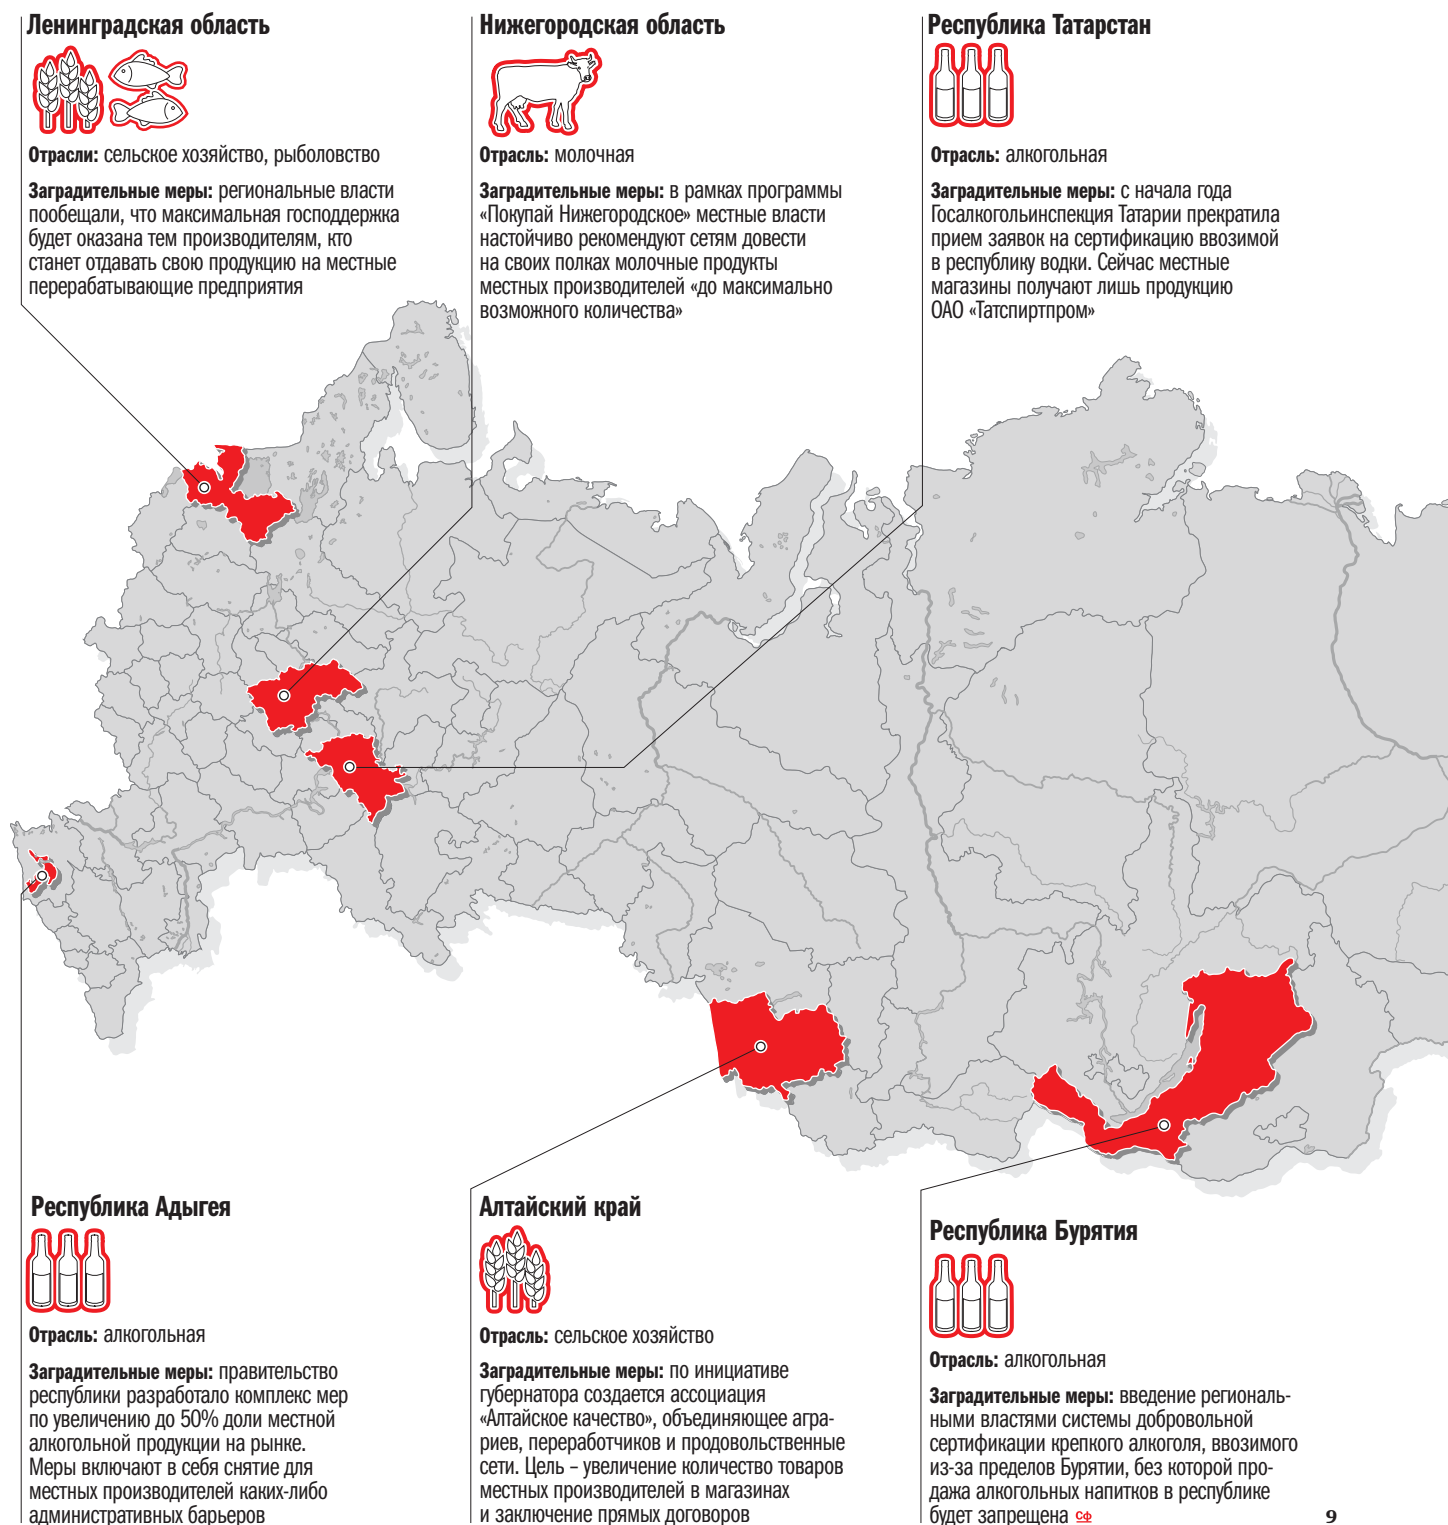 Ленинградская область
Отрасли: сельское хозяйство, рыболовство
Заградительные меры: региональные власти
пообещали, что максимальная господдержка
будет оказана тем производителям, кто
станет отдавать свою продукцию на местные
перерабатывающие предприятия
Нижегородская область
Отрасль: молочная
Заградительные меры: в рамках программы
«Покупай Нижегородское» местные власти
настойчиво рекомендуют сетям довести
на своих полках молочные продукты
местных производителей «до максимально
возможного количества»
Республика Татарстан
Отрасль: алкогольная
Заградительные меры: с начала года
Госалкогольинспекция Татарии прекратила
прием заявок на сертификацию ввозимой
в республику водки. Сейчас местные
магазины получают лишь продукцию
ОАО «Татспиртпром»
Республика Адыгея
Отрасль: алкогольная
Заградительные меры: правительство
республики разработало комплекс мер
по увеличению до 50% доли местной
алкогольной продукции на рынке.
Меры включают в себя снятие для
местных производителей каких-либо
административных барьеров
Алтайский край
Отрасль: сельское хозяйство
Заградительные меры: по инициативе
губернатора создается ассоциация
«Алтайское качество», объединяющее агра-
риев, переработчиков и продовольственные
сети. Цель – увеличение количество товаров
местных производителей в магазинах
и заключение прямых договоров
Республика Бурятия
Отрасль: алкогольная
Заградительные меры: введение региональ-
ными властями системы добровольной
сертификации крепкого алкоголя, ввозимого
из-за пределов Бурятии, без которой про-
дажа алкогольных напитков в республике
будет запрещена СФ
9